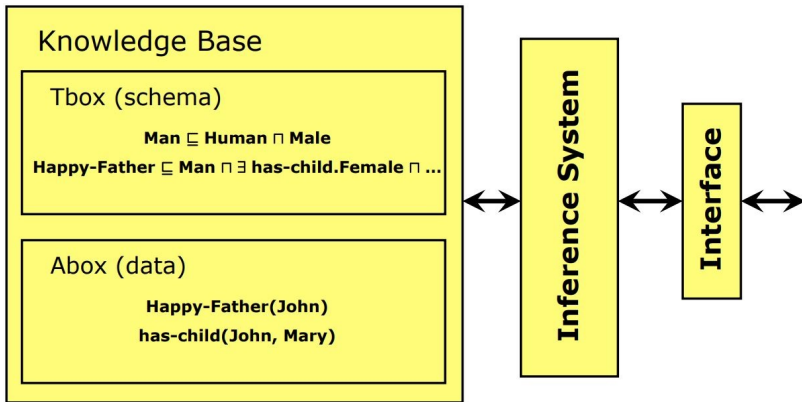 Knowledge Base
Tbox (schema)
Man ⊑ Human ⊓ Male
Happy-Father ⊑ Man ⊓ ∃ has-child.Female ⊓ ...
Abox (data)
Happy-Father(John)
has-child(John, Mary)
Inference System
Interface